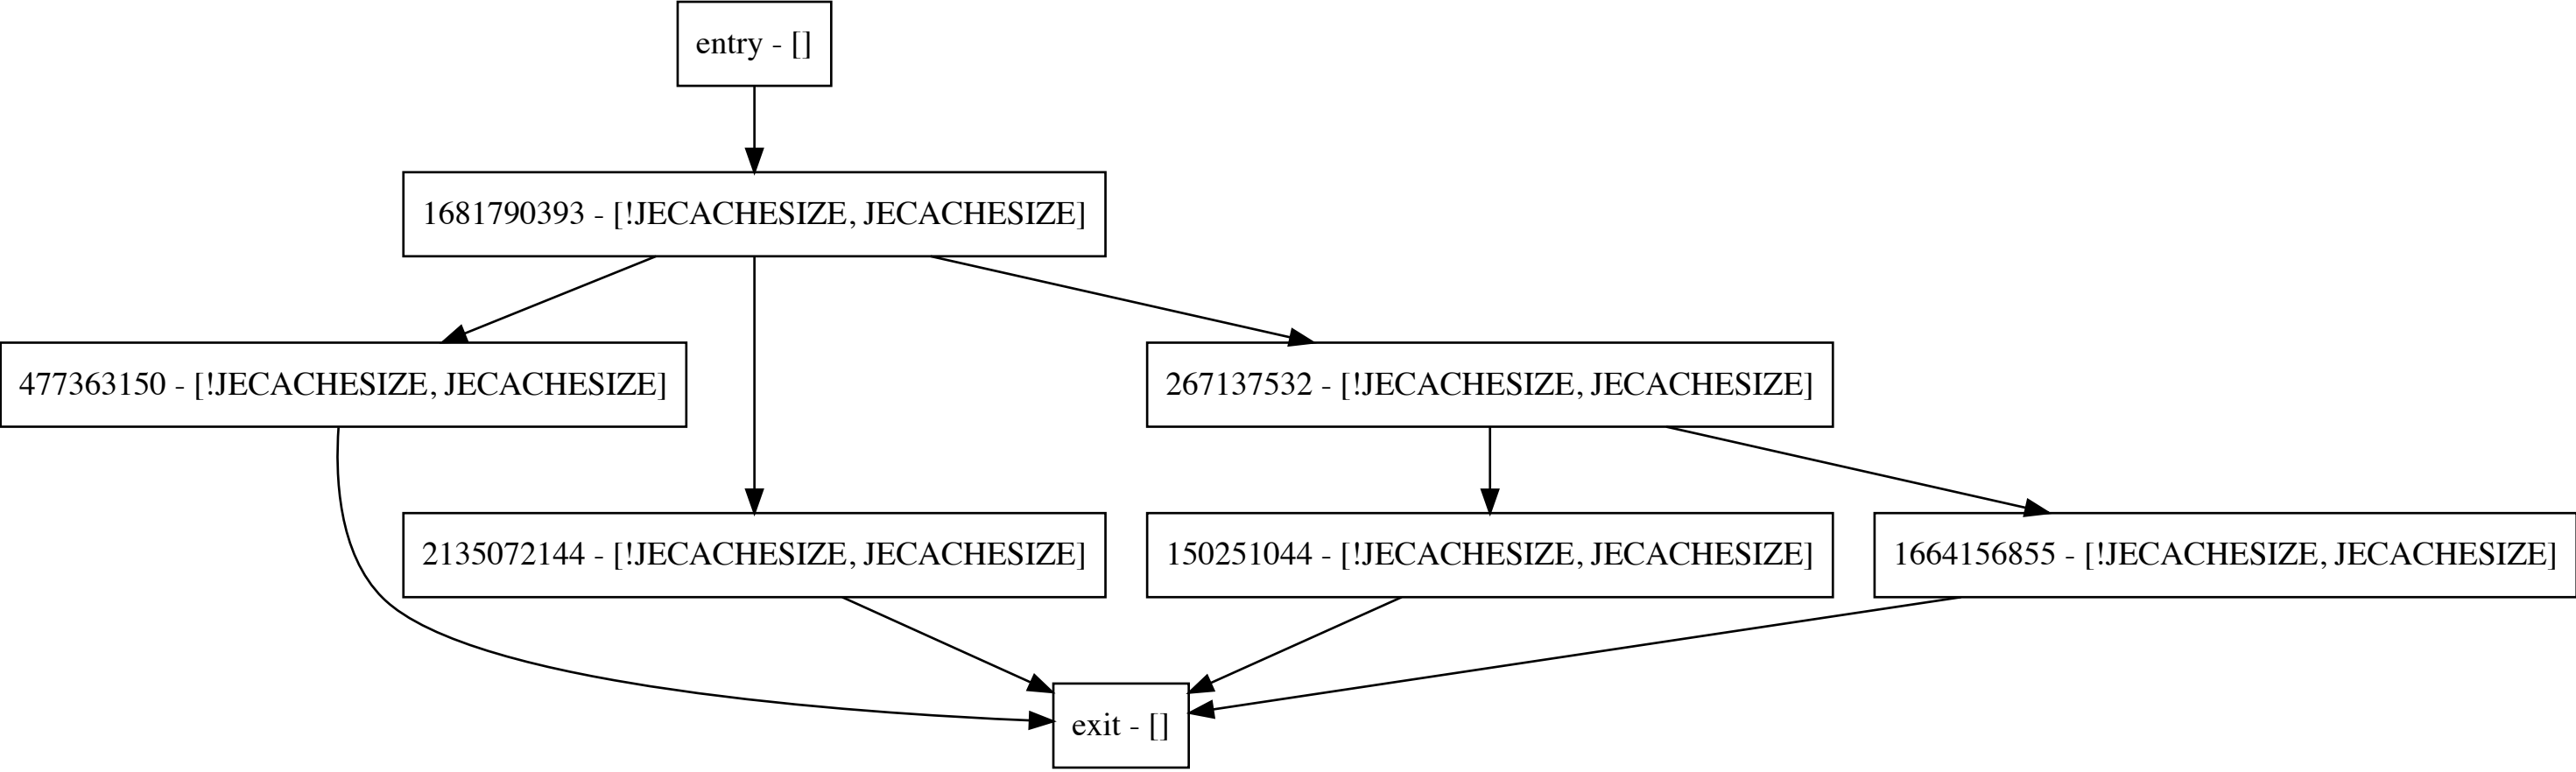 entry - []
1681790393 - [!JECACHESIZE, JECACHESIZE]
477363150 - [!JECACHESIZE, JECACHESIZE]
267137532 - [!JECACHESIZE, JECACHESIZE]
2135072144 - [!JECACHESIZE, JECACHESIZE]
150251044 - [!JECACHESIZE, JECACHESIZE]
1664156855 - [!JECACHESIZE, JECACHESIZE]
exit - []